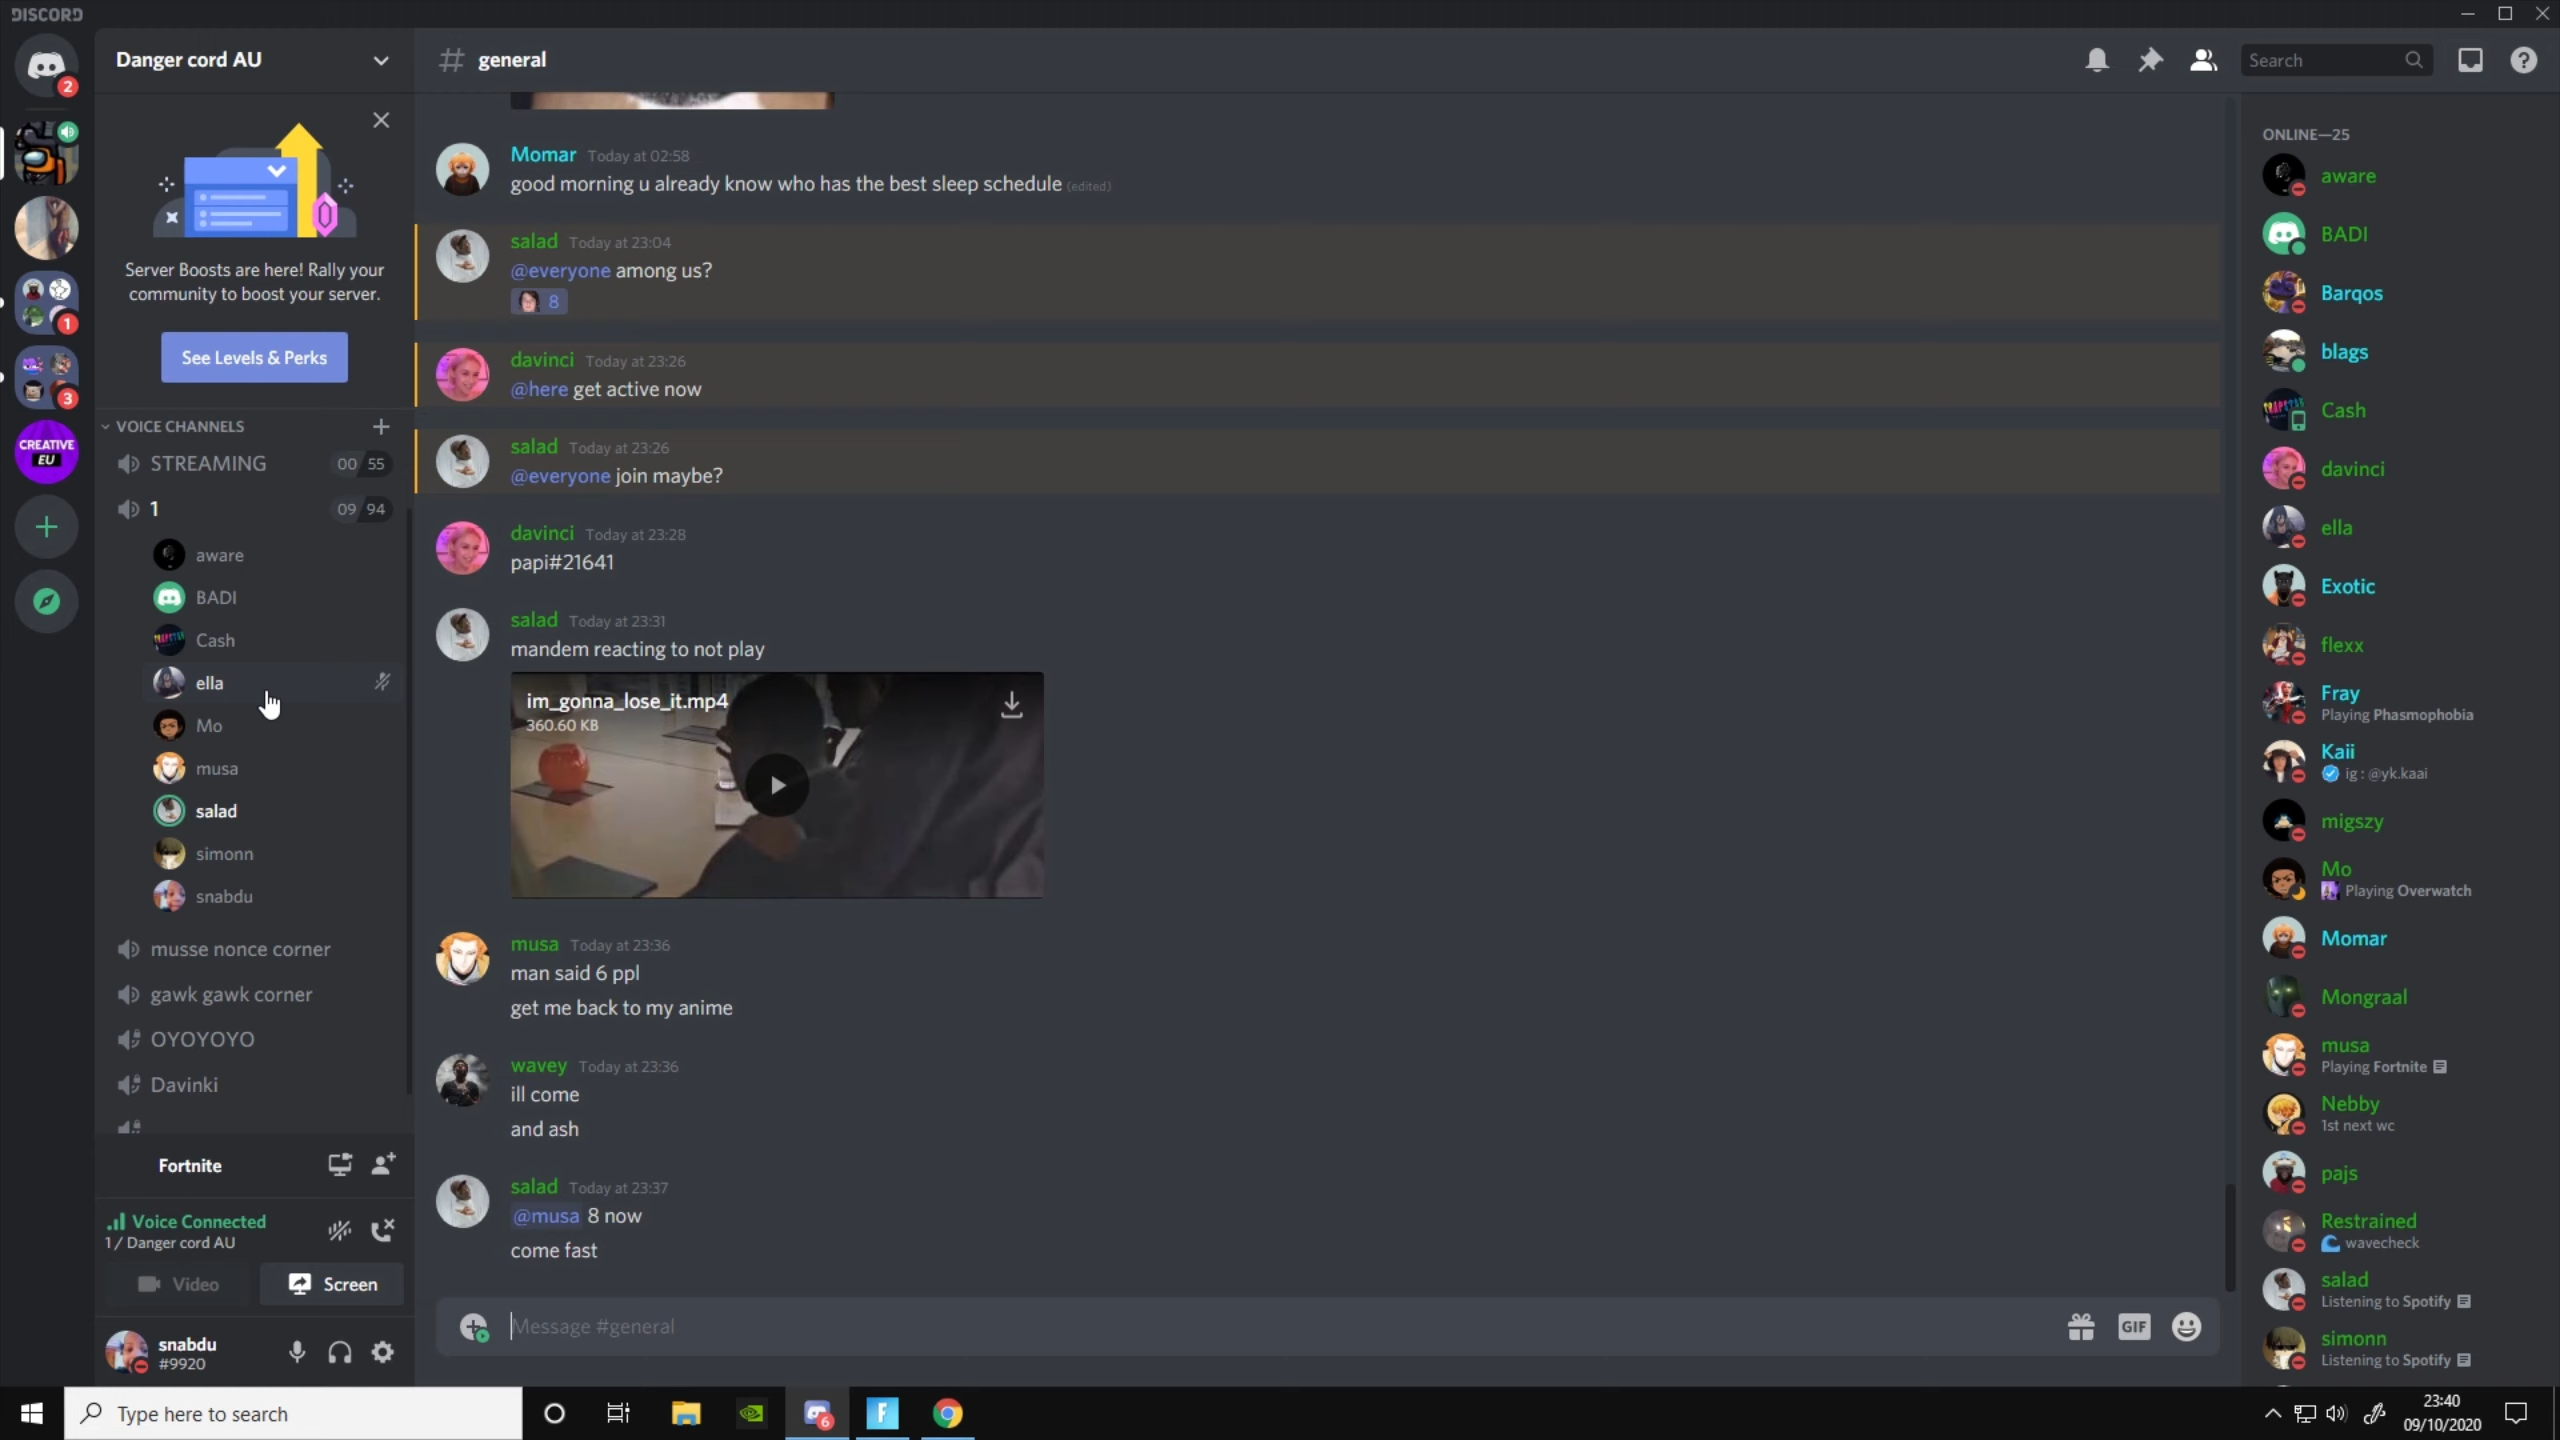 DISCORD
2
1
3
CREATIVE
EU
Danger cord AU
Server Boosts are here! Rally your
community to boost your server.
See Levels & Perks
VOICE CHANNELS
STREAMING 00 55
1 09 94
aware
BADI
Cash
ella
Mo
musa
salad
simonn
snabdu
musse nonce corner
gawk gawk corner
OYOYOYO
Davinki
Fortnite
Voice Connected
1 / Danger cord AU
Video Screen
snabdu
#9920
# general
Search
Momar Today at 02:58
good morning u already know who has the best sleep schedule (edited)
salad Today at 23:04
@everyone among us?
8
davinci Today at 23:26
@here get active now
salad Today at 23:26
@everyone join maybe?
davinci Today at 23:28
papi#21641
salad Today at 23:31
mandem reacting to not play
im_gonna_lose_it.mp4
360.60 KB
musa Today at 23:36
man said 6 ppl
get me back to my anime
wavey Today at 23:36
ill come
and ash
salad Today at 23:37
@musa 8 now
come fast
Message #general
GIF
ONLINE—25
aware
BADI
Barqos
blags
Cash
davinci
ella
Exotic
flexx
Fray
Playing Phasmophobia
Kaii
ig : @yk.kaai
migszy
Mo
Playing Overwatch
Momar
Mongraal
musa
Playing Fortnite
Nebby
1st next wc
pajs
Restrained
wavecheck
salad
Listening to Spotify
simonn
Listening to Spotify
Type here to search
6
F
23:40
09/10/2020